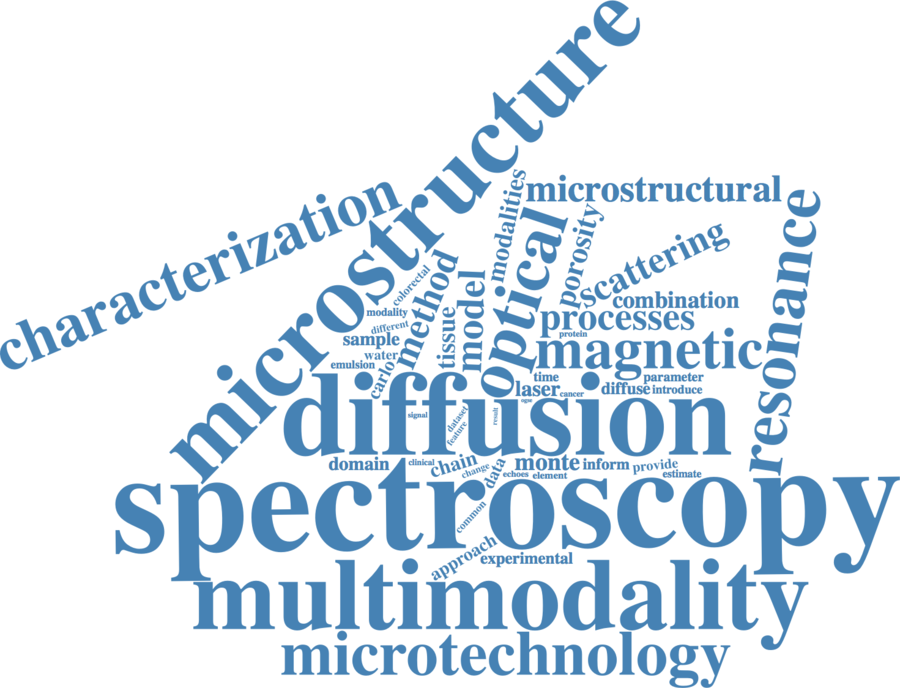 microstructure
characterization
modalities
microstructural
optical
porosity
scattering
resonance
colorectal
method
model
tissue
combination
modality
different
processes
protein
sample
water
magnetic
emulsion
carlo
time
parameter
laser
cancer
diffuse
introduce
diffusion
signal
dataset
feature
result
domain
clinical
chain
change
data
monte
inform
provide
echoes
element
estimate
spectroscopy
common
approach
experimental
multimodality
microtechnology